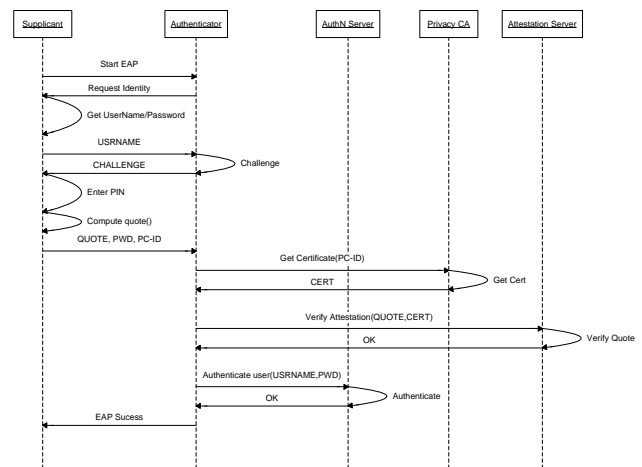 Supplicant
Authenticator
AuthN Server
Privacy CA
Attestation Server
Start EAP
Request Identity
Get UserName/Password
USRNAME
CHALLENGE
Challenge
Enter PIN
Compute quote()
QUOTE, PWD, PC-ID
Get Certificate(PC-ID)
CERT
Get Cert
Verify Attestation(QUOTE,CERT)
OK
Verify Quote
Authenticate user(USRNAME,PWD)
OK
Authenticate
EAP Sucess